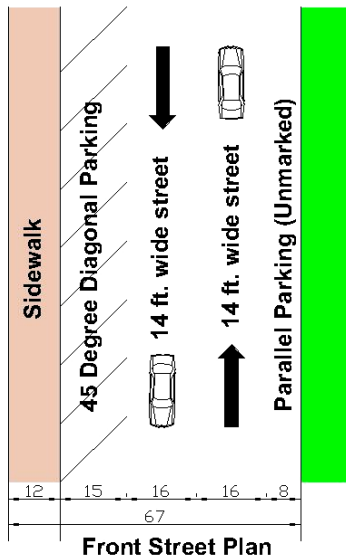 Sidewalk
45 Degree Diagonal Parking
14 ft. wide street
14 ft. wide street
Parallel Parking (Unmarked)
12 15 16 16 8
67
Front Street Plan